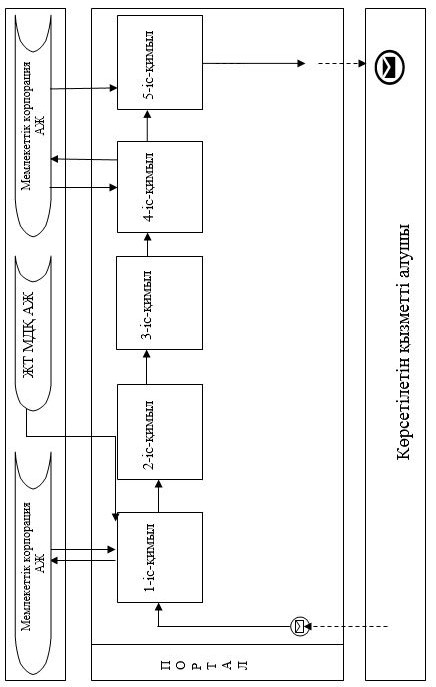 Мемлекеттік корпорация
АЖ
ЖТ МДҚ АЖ
Мемлекеттік корпорация
АЖ
П
О
Р
Т
А
Л
1-іс-қимыл
2-іс-қимыл
3-іс-қимыл
4-іс-қимыл
5-іс-қимыл
Көрсетілетін қызметті алушы